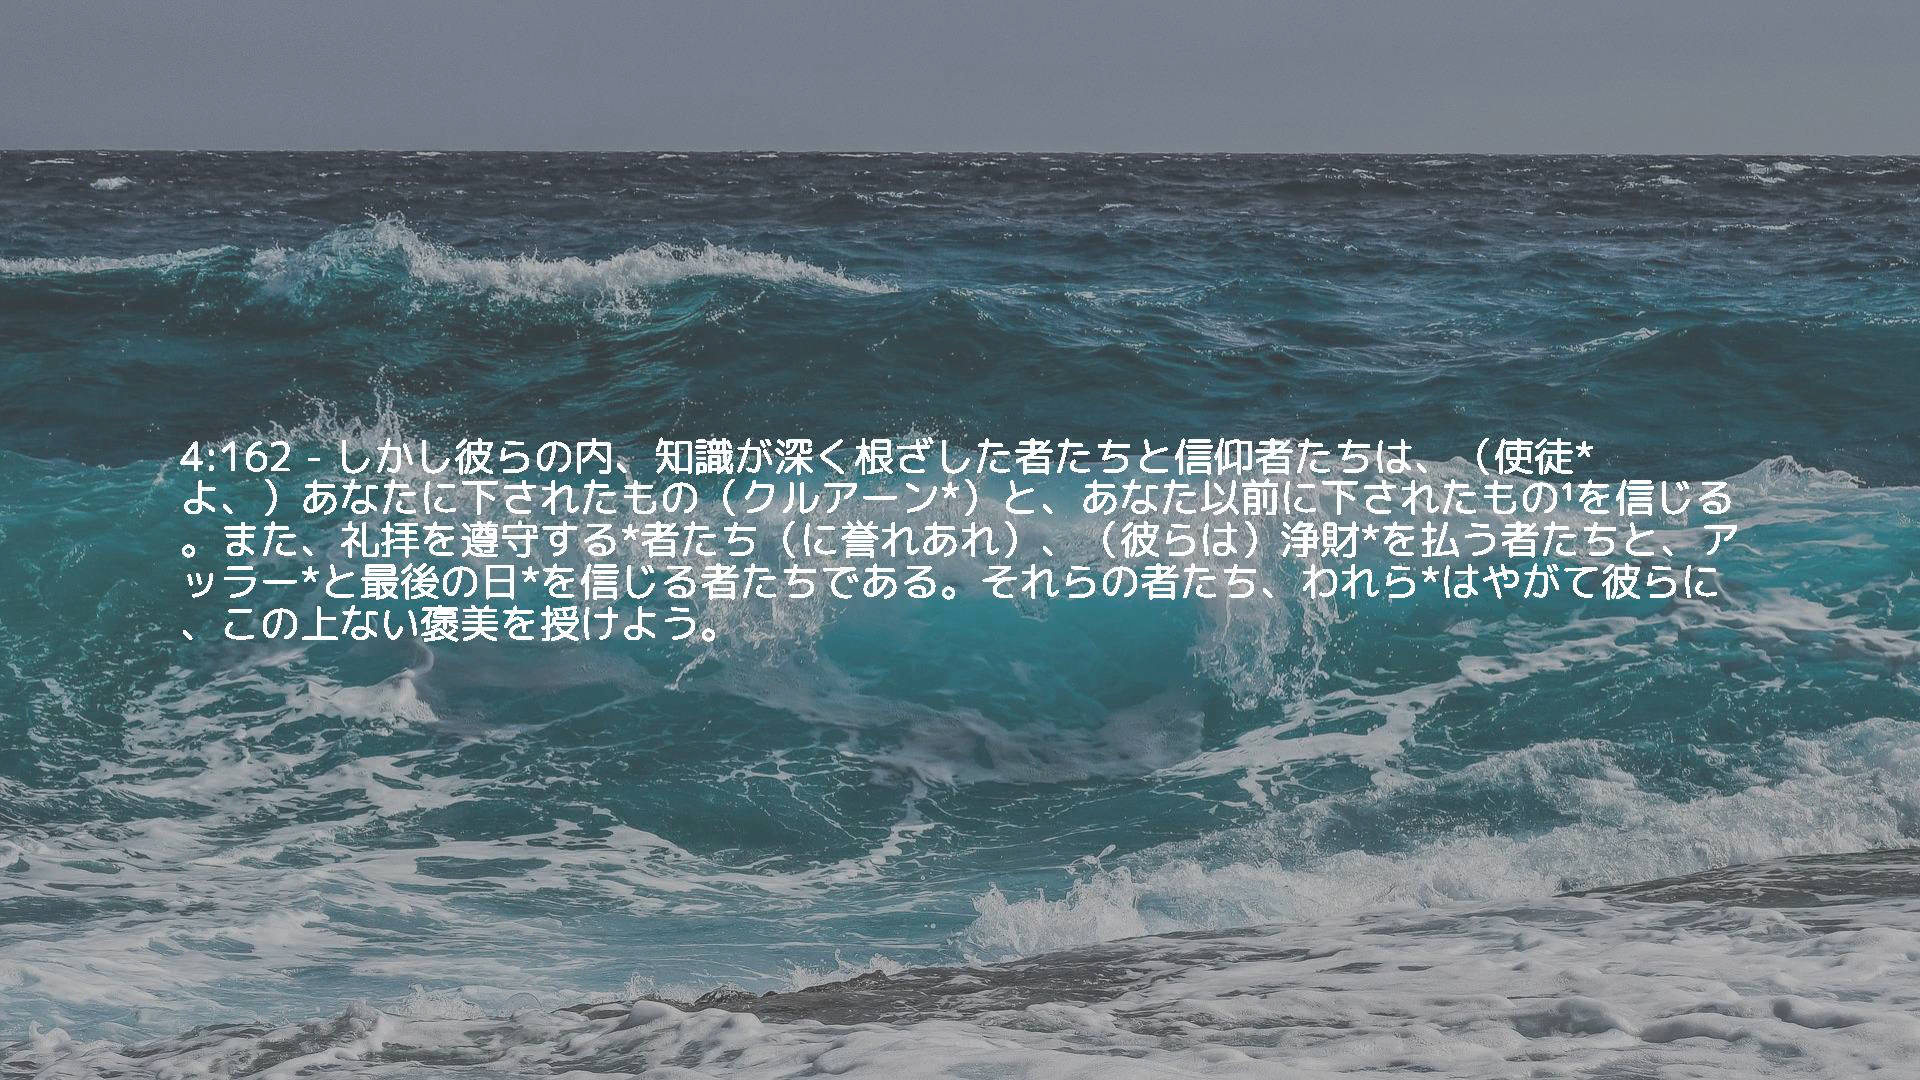 4:162 - しかし彼らの内、知識が深く根ざした者たちと信仰者たちは、（使徒*
よ、）あなたに下されたもの（クルアーン*）と、あなた以前に下されたもの¹を信じる
。また、礼拝を遵守する*者たち（に誉れあれ）、（彼らは）浄財*を払う者たちと、ア
ッラー*と最後の日*を信じる者たちである。それらの者たち、われら*はやがて彼らに
、この上ない褒美を授けよう。